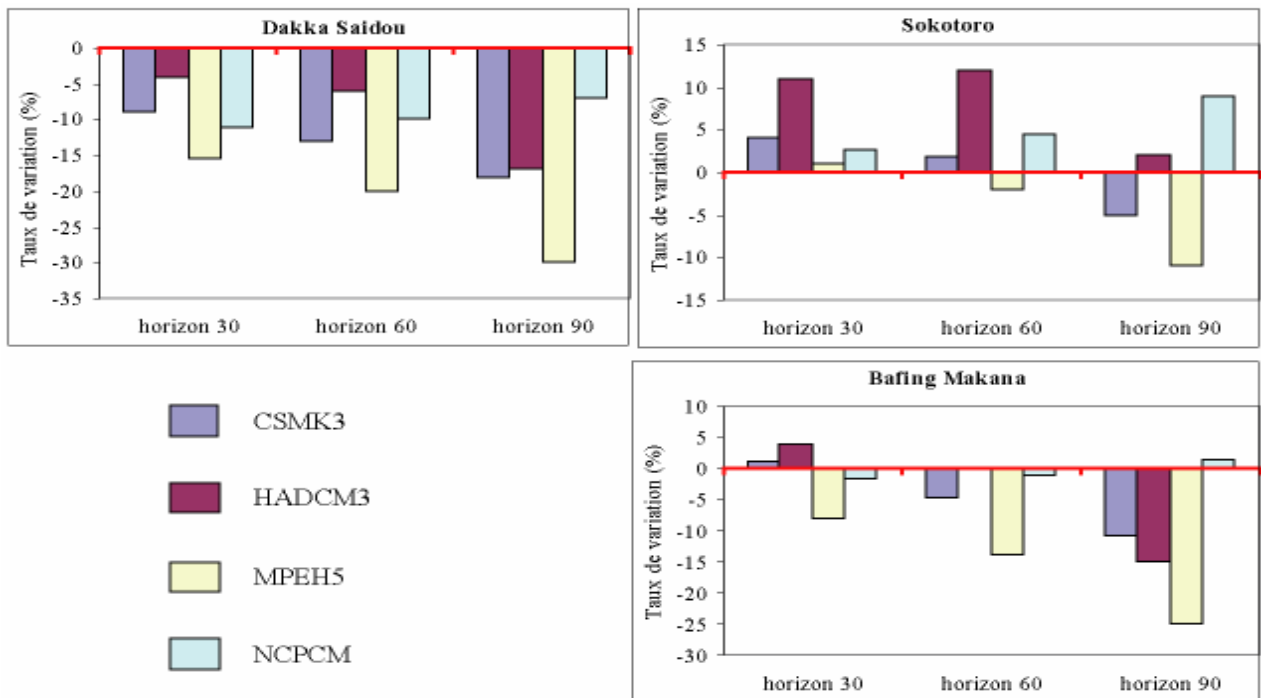 Dakka Saidou
Taux de variation (%)
0
-5
-10
-15
-20
-25
-30
-35
horizon 30
horizon 60
horizon 90
Sokotoro
Taux de variation (%)
15
10
5
0
-5
-10
-15
horizon 30
horizon 60
horizon 90
CSMK3
HADCM3
MPEH5
NCPCM
Bafing Makana
Taux de variation (%)
10
5
0
-5
-10
-15
-20
-25
-30
horizon 30
horizon 60
horizon 90